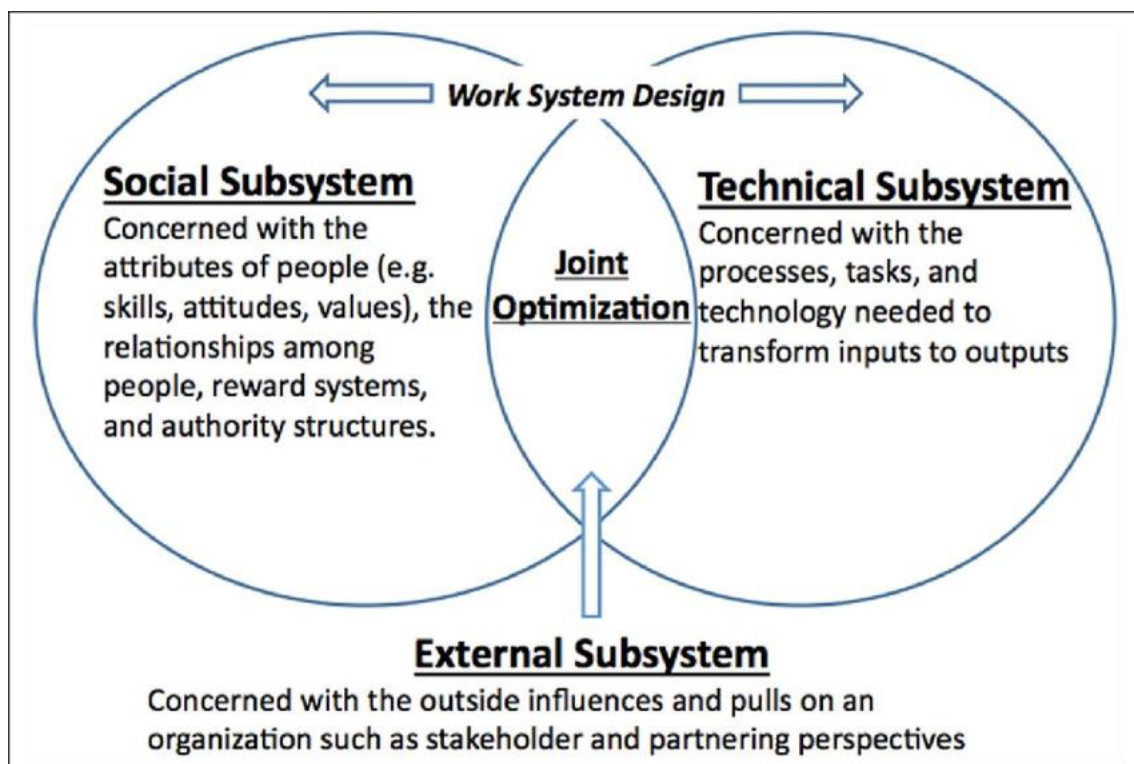 Work System Design
Social Subsystem
Concerned with the
attributes of people (e.g.
skills, attitudes, values), the
relationships among
people, reward systems,
and authority structures.
Joint
Optimization
Technical Subsystem
Concerned with the
processes, tasks, and
technology needed to
transform inputs to outputs
External Subsystem
Concerned with the outside influences and pulls on an
organization such as stakeholder and partnering perspectives